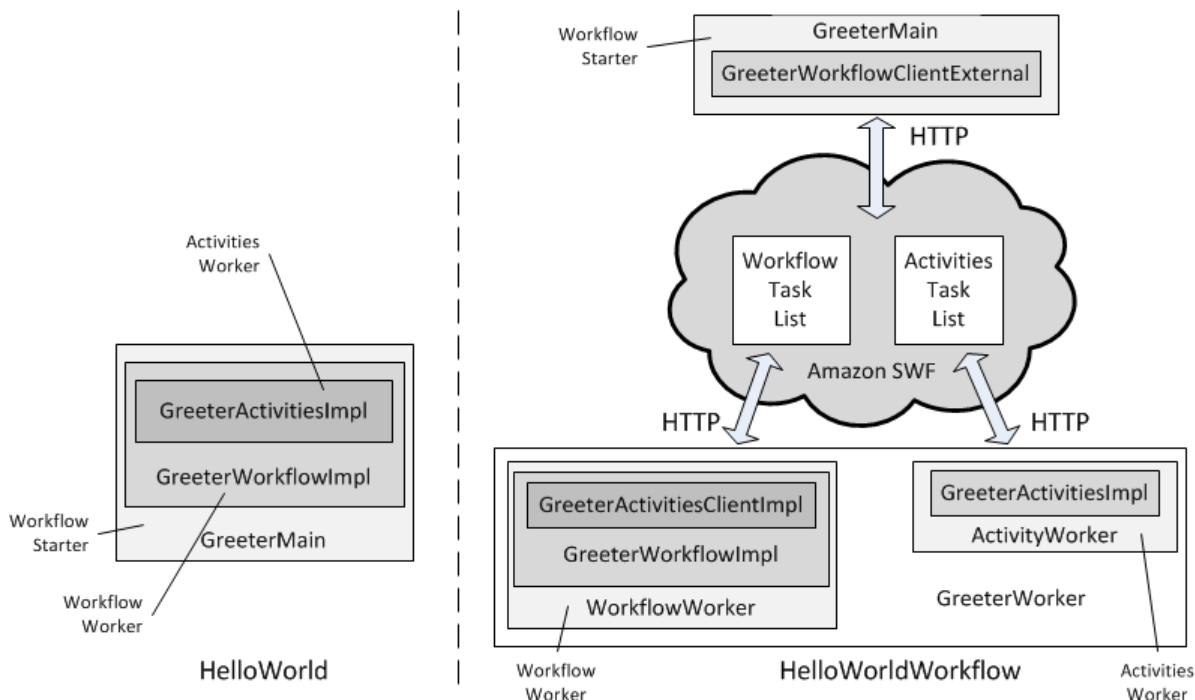 Activities
Worker
GreeterActivitiesImpl
GreeterWorkflowImpl
Workflow
Starter
GreeterMain
Workflow
Worker
HelloWorld
Workflow
Starter
GreeterMain
GreeterWorkflowClientExternal
HTTP
Workflow
Task
List
Activities
Task
List
Amazon SWF
HTTP
HTTP
GreeterActivitiesClientImpl
GreeterWorkflowImpl
WorkflowWorker
GreeterActivitiesImpl
ActivityWorker
GreeterWorker
Workflow
Worker
HelloWorldWorkflow
Activities
Worker